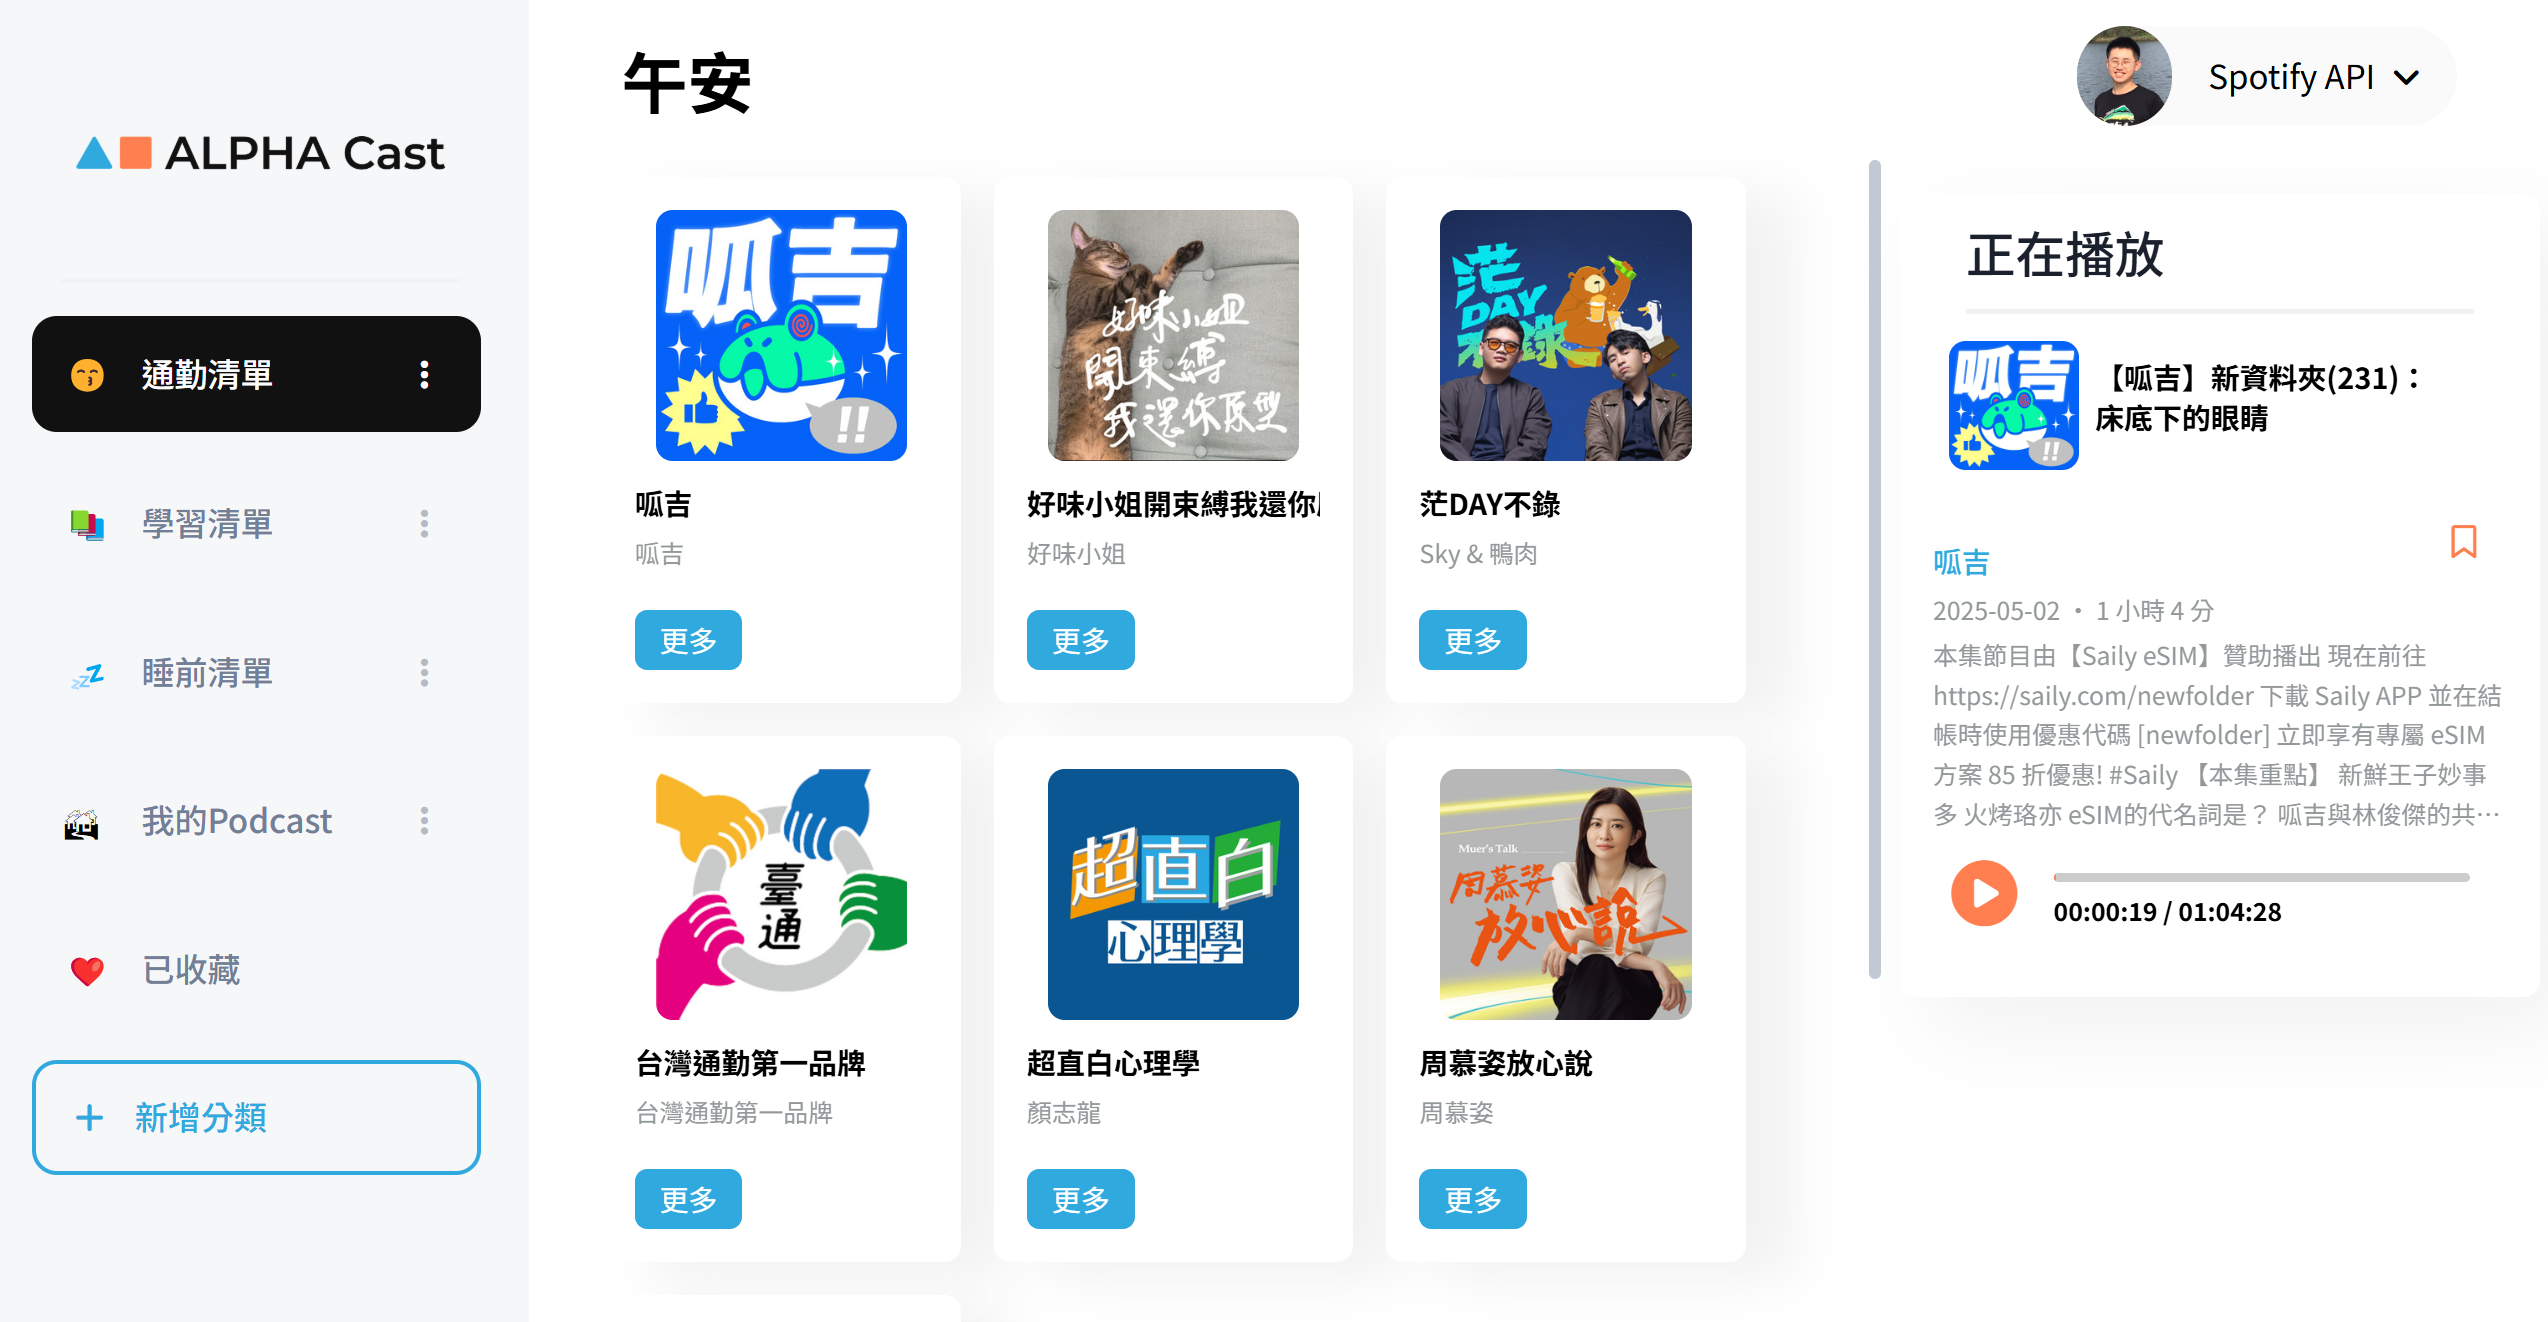 ALPHA Cast
通勤清單
學習清單
睡前清單
我的Podcast
已收藏
新增分類
午安
Spotify API
呱吉
!!
呱吉
呱吉
更多
好味小姐
開束縛
我還你原型
好味小姐開束縛我還你
好味小姐
更多
茫
DAY
不錄
茫DAY不錄
Sky & 鴨肉
更多
臺
通
台灣通勤第一品牌
台灣通勤第一品牌
更多
超直白
心理學
超直白心理學
顏志龍
更多
Muer's Talk
周慕姿
放心說
周慕姿放心說
周慕姿
更多
正在播放
呱吉
!!
【呱吉】新資料夾(231)：
床底下的眼睛
呱吉
2025-05-02 • 1 小時 4 分
本集節目由【Saily eSIM】贊助播出 現在前往
https://saily.com/newfolder 下載 Saily APP 並在結
帳時使用優惠代碼 [newfolder] 立即享有專屬 eSIM
方案 85 折優惠! #Saily 【本集重點】 新鮮王子妙事
多 火烤珞亦 eSIM的代名詞是？ 呱吉與林俊傑的共…
00:00:19 / 01:04:28